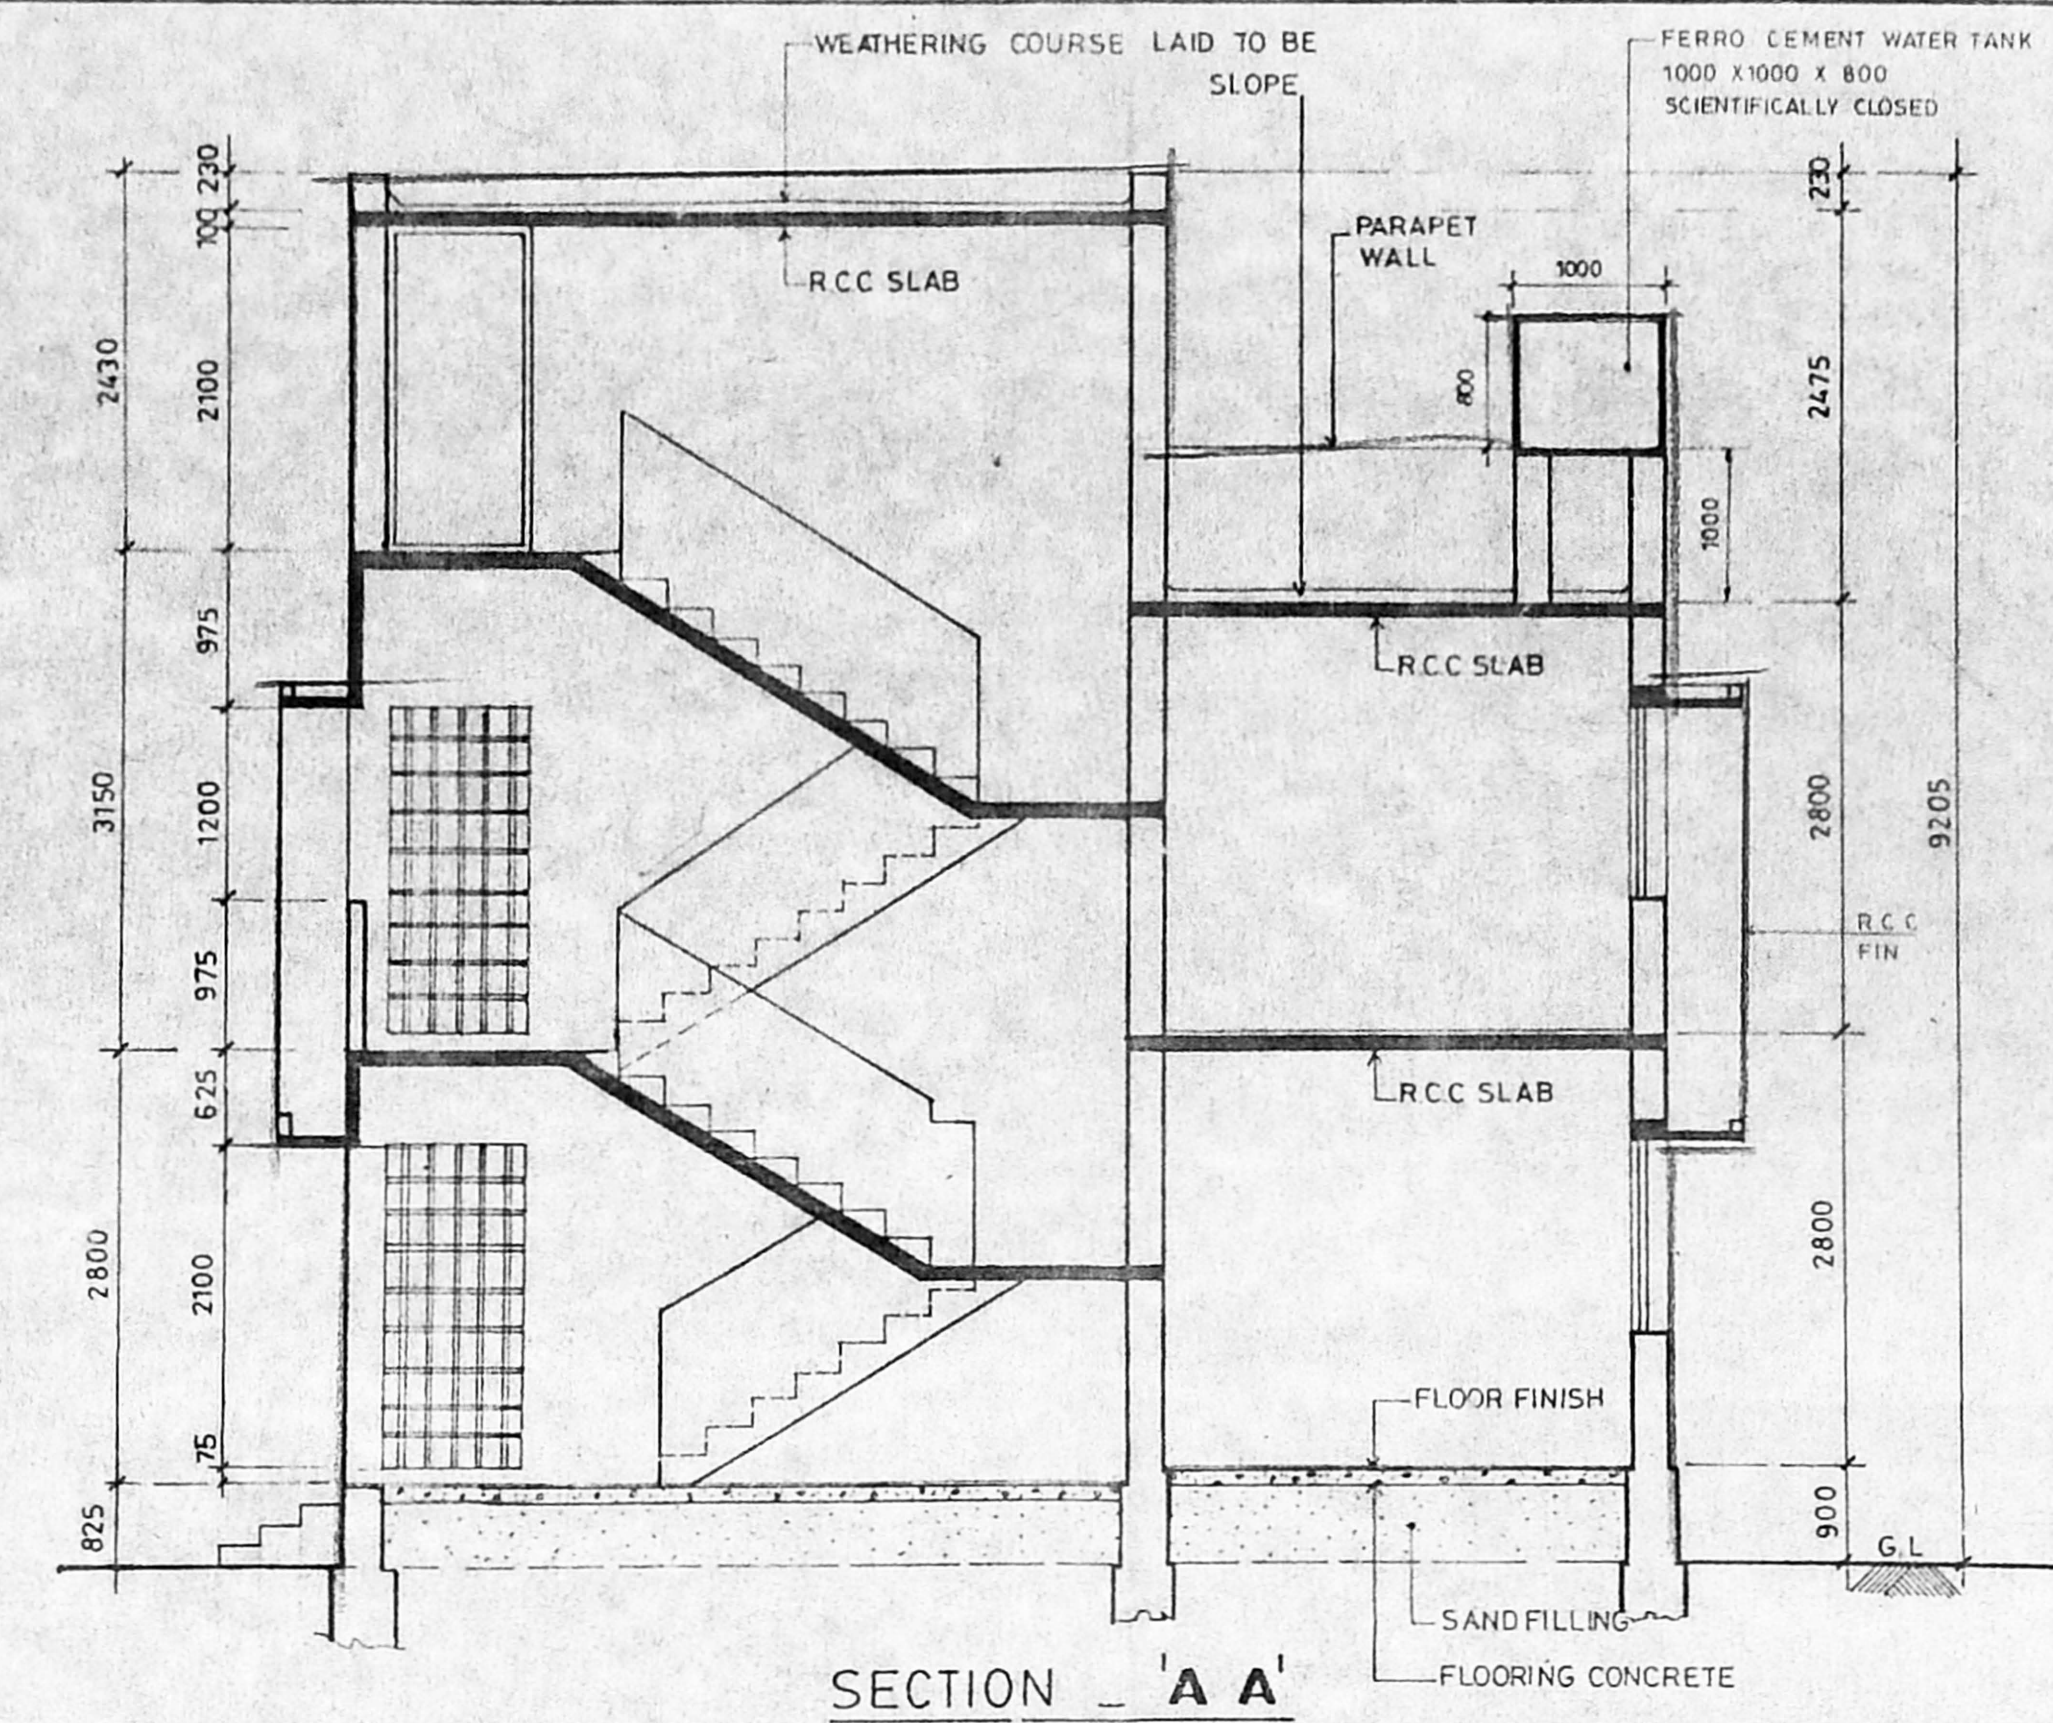 WEATHERING COURSE LAID TO BE
SLOPE
FERRO CEMENT WATER TANK
1000 X 1000 X 800
SCIENTIFICALLY CLOSED
230
100
2430
2100
R.C.C SLAB
PARAPET
WALL
1000
800
1000
230
2475
975
R.C.C SLAB
3150
1200
2800
9205
975
R.C.C
FIN
625
R.C.C SLAB
2800
2100
2800
FLOOR FINISH
75
825
900
G.L
SAND FILLING
FLOORING CONCRETE
SECTION _ 'A A'